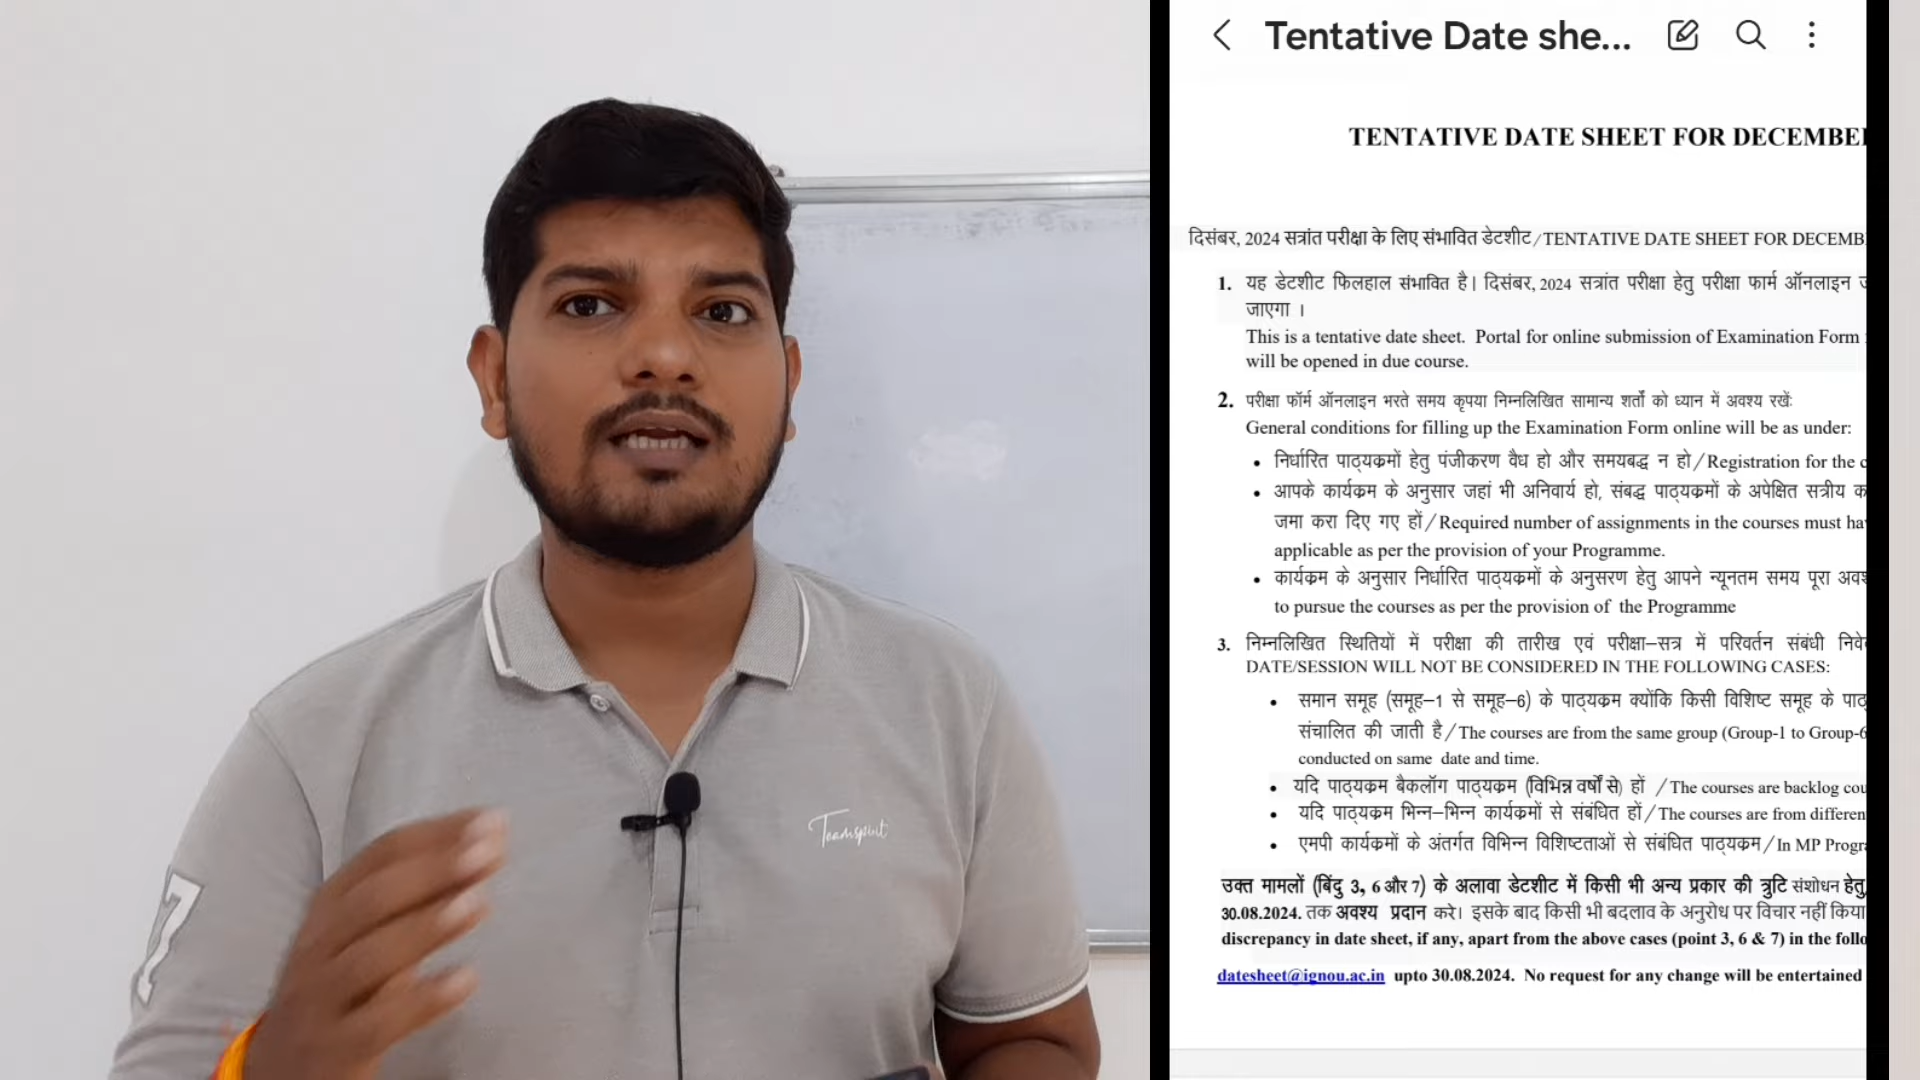 Tentative Date she...
TENTATIVE DATE SHEET FOR DECEMBE
दिसंबर, 2024 सत्रांत परीक्षा के लिए संभावित डेटशीट/TENTATIVE DATE SHEET FOR DECEMB
1. यह डेटशीट फिलहाल संभावित है। दिसंबर, 2024 सत्रांत परीक्षा हेतु परीक्षा फार्म ऑनलाइन
जाएगा ।
This is a tentative date sheet. Portal for online submission of Examination Form
will be opened in due course.
2. परीक्षा फॉर्म ऑनलाइन भरते समय कृपया निम्नलिखित सामान्य शर्तों को ध्यान में अवश्य रखें:
General conditions for filling up the Examination Form online will be as under:
• निर्धारित पाठ्यक्रमों हेतु पंजीकरण वैध हो और समयबद्ध न हो/Registration for the c
• आपके कार्यक्रम के अनुसार जहां भी अनिवार्य हो, संबद्ध पाठ्यक्रमों के अपेक्षित सत्रीय क
जमा करा दिए गए हों/Required number of assignments in the courses must ha
applicable as per the provision of your Programme.
• कार्यक्रम के अनुसार निर्धारित पाठ्यक्रमों के अनुसरण हेतु आपने न्यूनतम समय पूरा अवश
to pursue the courses as per the provision of the Programme
3. निम्नलिखित स्थितियों में परीक्षा की तारीख एवं परीक्षा–सत्र में परिवर्तन संबंधी निवे
DATE/SESSION WILL NOT BE CONSIDERED IN THE FOLLOWING CASES:
• समान समूह (समूह–1 से समूह–6) के पाठ्यक्रम क्योंकि किसी विशिष्ट समूह के पाठ्
संचालित की जाती है/The courses are from the same group (Group-1 to Group-6
conducted on same date and time.
• यदि पाठ्यक्रम बैकलॉग पाठ्यक्रम (विभिन्न वर्षों से) हों /The courses are backlog cou
• यदि पाठ्यक्रम भिन्न–भिन्न कार्यक्रमों से संबंधित हों/The courses are from differen
• एमपी कार्यक्रमों के अंतर्गत विभिन्न विशिष्टताओं से संबंधित पाठ्यक्रम/In MP Progra
उक्त मामलों (बिंदु 3, 6 और 7) के अलावा डेटशीट में किसी भी अन्य प्रकार की त्रुटि संशोधन हेतु
30.08.2024. तक अवश्य प्रदान करे। इसके बाद किसी भी बदलाव के अनुरोध पर विचार नहीं किया
discrepancy in date sheet, if any, apart from the above cases (point 3, 6 & 7) in the follo
datesheet@ignou.ac.in upto 30.08.2024. No request for any change will be entertained
Teamspirit
7